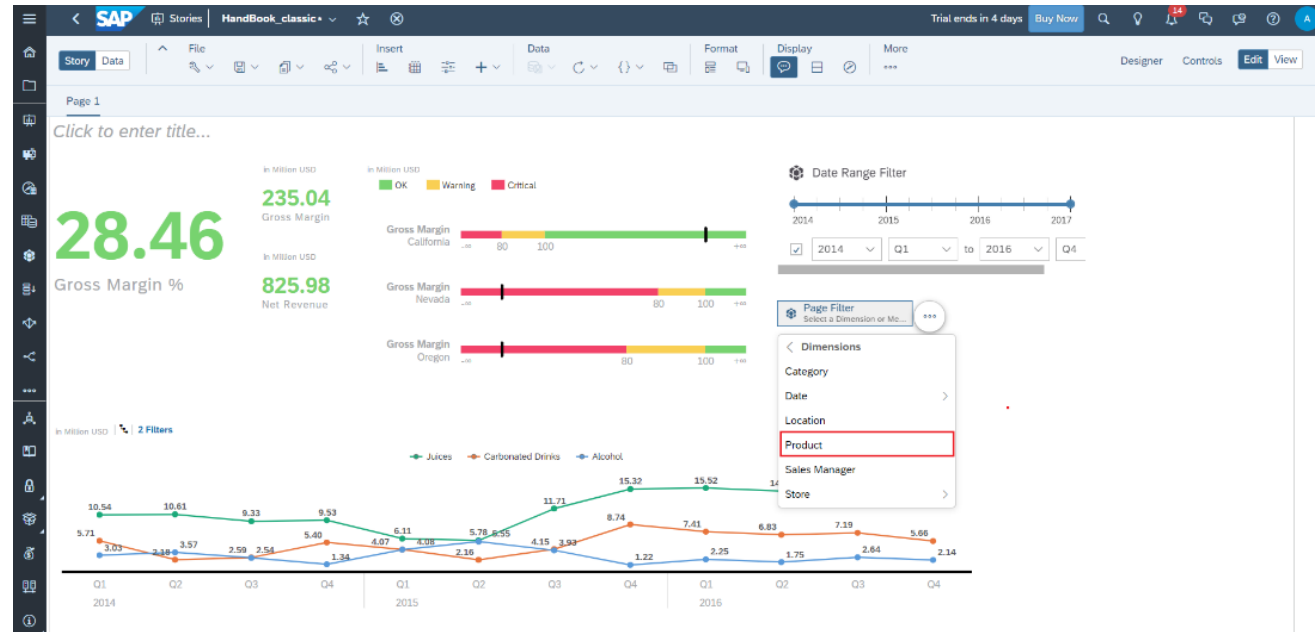 SAP Stories HandBook_classic* Trial ends in 4 days Buy Now 14 A
Story Data File Insert Data Format Display More Designer Controls Edit View
Page 1
Click to enter title...
28.46
Gross Margin %
in Million USD
235.04
Gross Margin
in Million USD
825.98
Net Revenue
in Million USD
OK Warning Critical
Gross Margin
California -∞ 80 100 +∞
Gross Margin
Nevada -∞ 80 100 +∞
Gross Margin
Oregon -∞ 80 100 +∞
Date Range Filter
2014 2015 2016 2017
2014 Q1 to 2016 Q4
Page Filter
Select a Dimension or Me...
Dimensions
Category
Date
Location
Product
Sales Manager
Store
in Million USD 2 Filters
Juices Carbonated Drinks Alcohol
10.54 10.61 9.33 9.53 6.11 5.78 11.71 15.32 15.52 14
5.71 2.18 2.59 5.40 4.07 2.16 4.15 8.74 7.41 6.83 7.19 5.66
3.03 3.57 2.54 1.34 4.08 5.55 3.93 1.22 2.25 1.75 2.64 2.14
Q1 Q2 Q3 Q4 Q1 Q2 Q3 Q4 Q1 Q2 Q3 Q4
2014 2015 2016